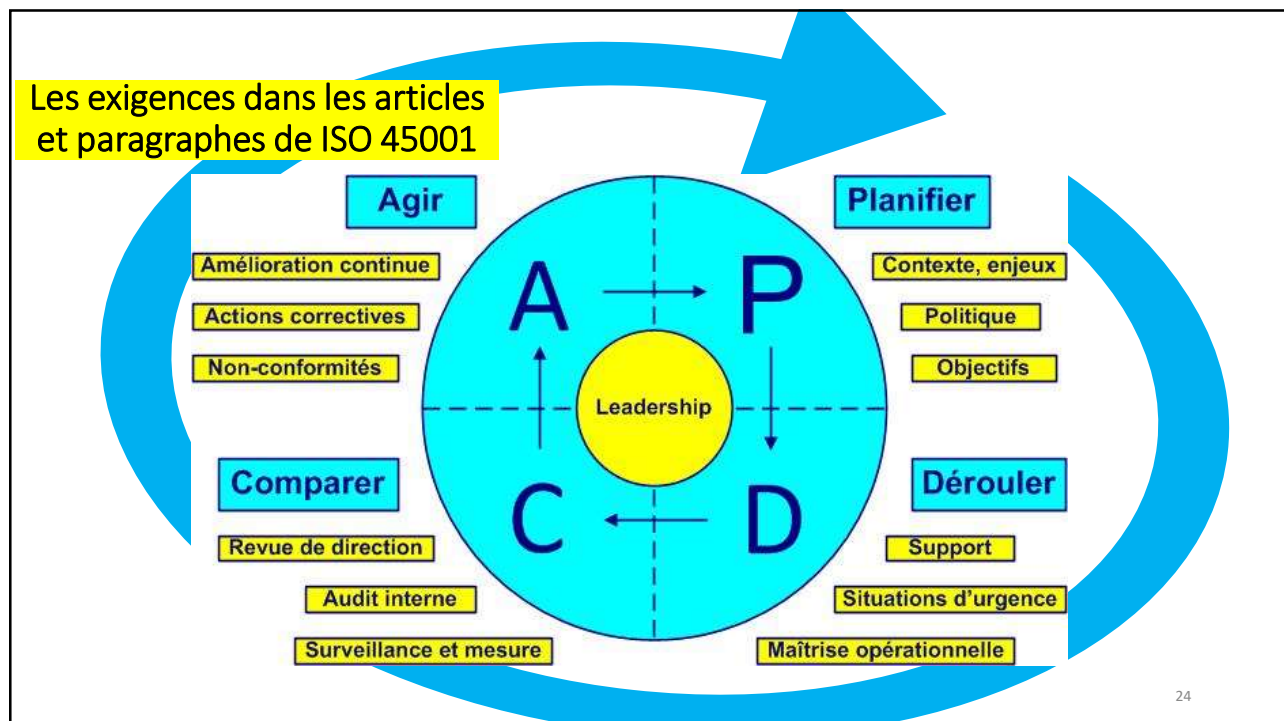 Les exigences dans les articles
et paragraphes de ISO 45001
Agir
Planifier
Amélioration continue
Actions correctives
Non-conformités
A
P
Contexte, enjeux
Politique
Objectifs
Leadership
Comparer
Dérouler
C
D
Revue de direction
Audit interne
Surveillance et mesure
Support
Situations d'urgence
Maîtrise opérationnelle
24